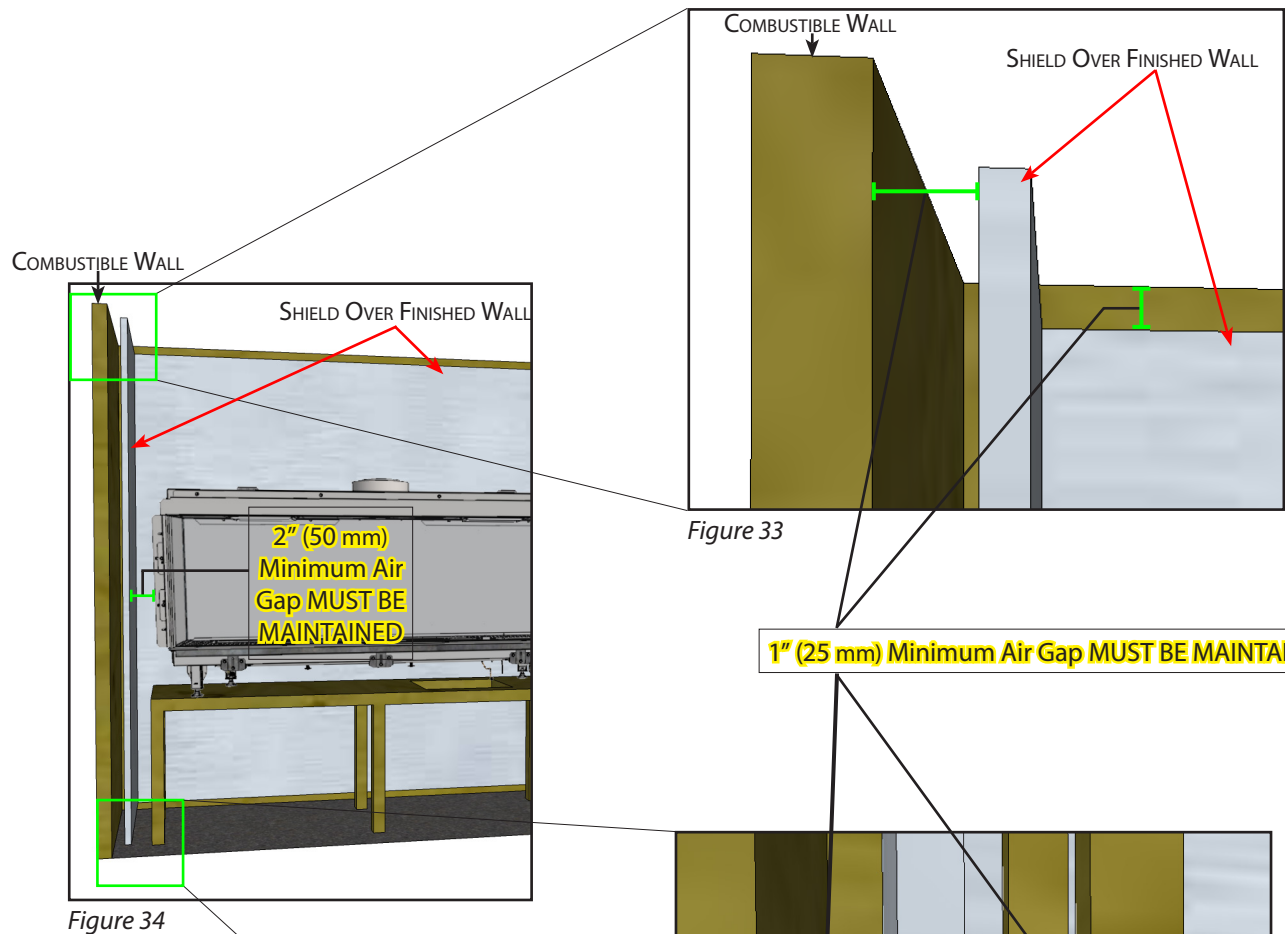 COMBUSTIBLE WALL
SHIELD OVER FINISHED WALL
Figure 33
COMBUSTIBLE WALL
SHIELD OVER FINISHED WALL
2” (50 mm)
Minimum Air
Gap MUST BE
MAINTAINED
Figure 34
1” (25 mm) Minimum Air Gap MUST BE MAINTA